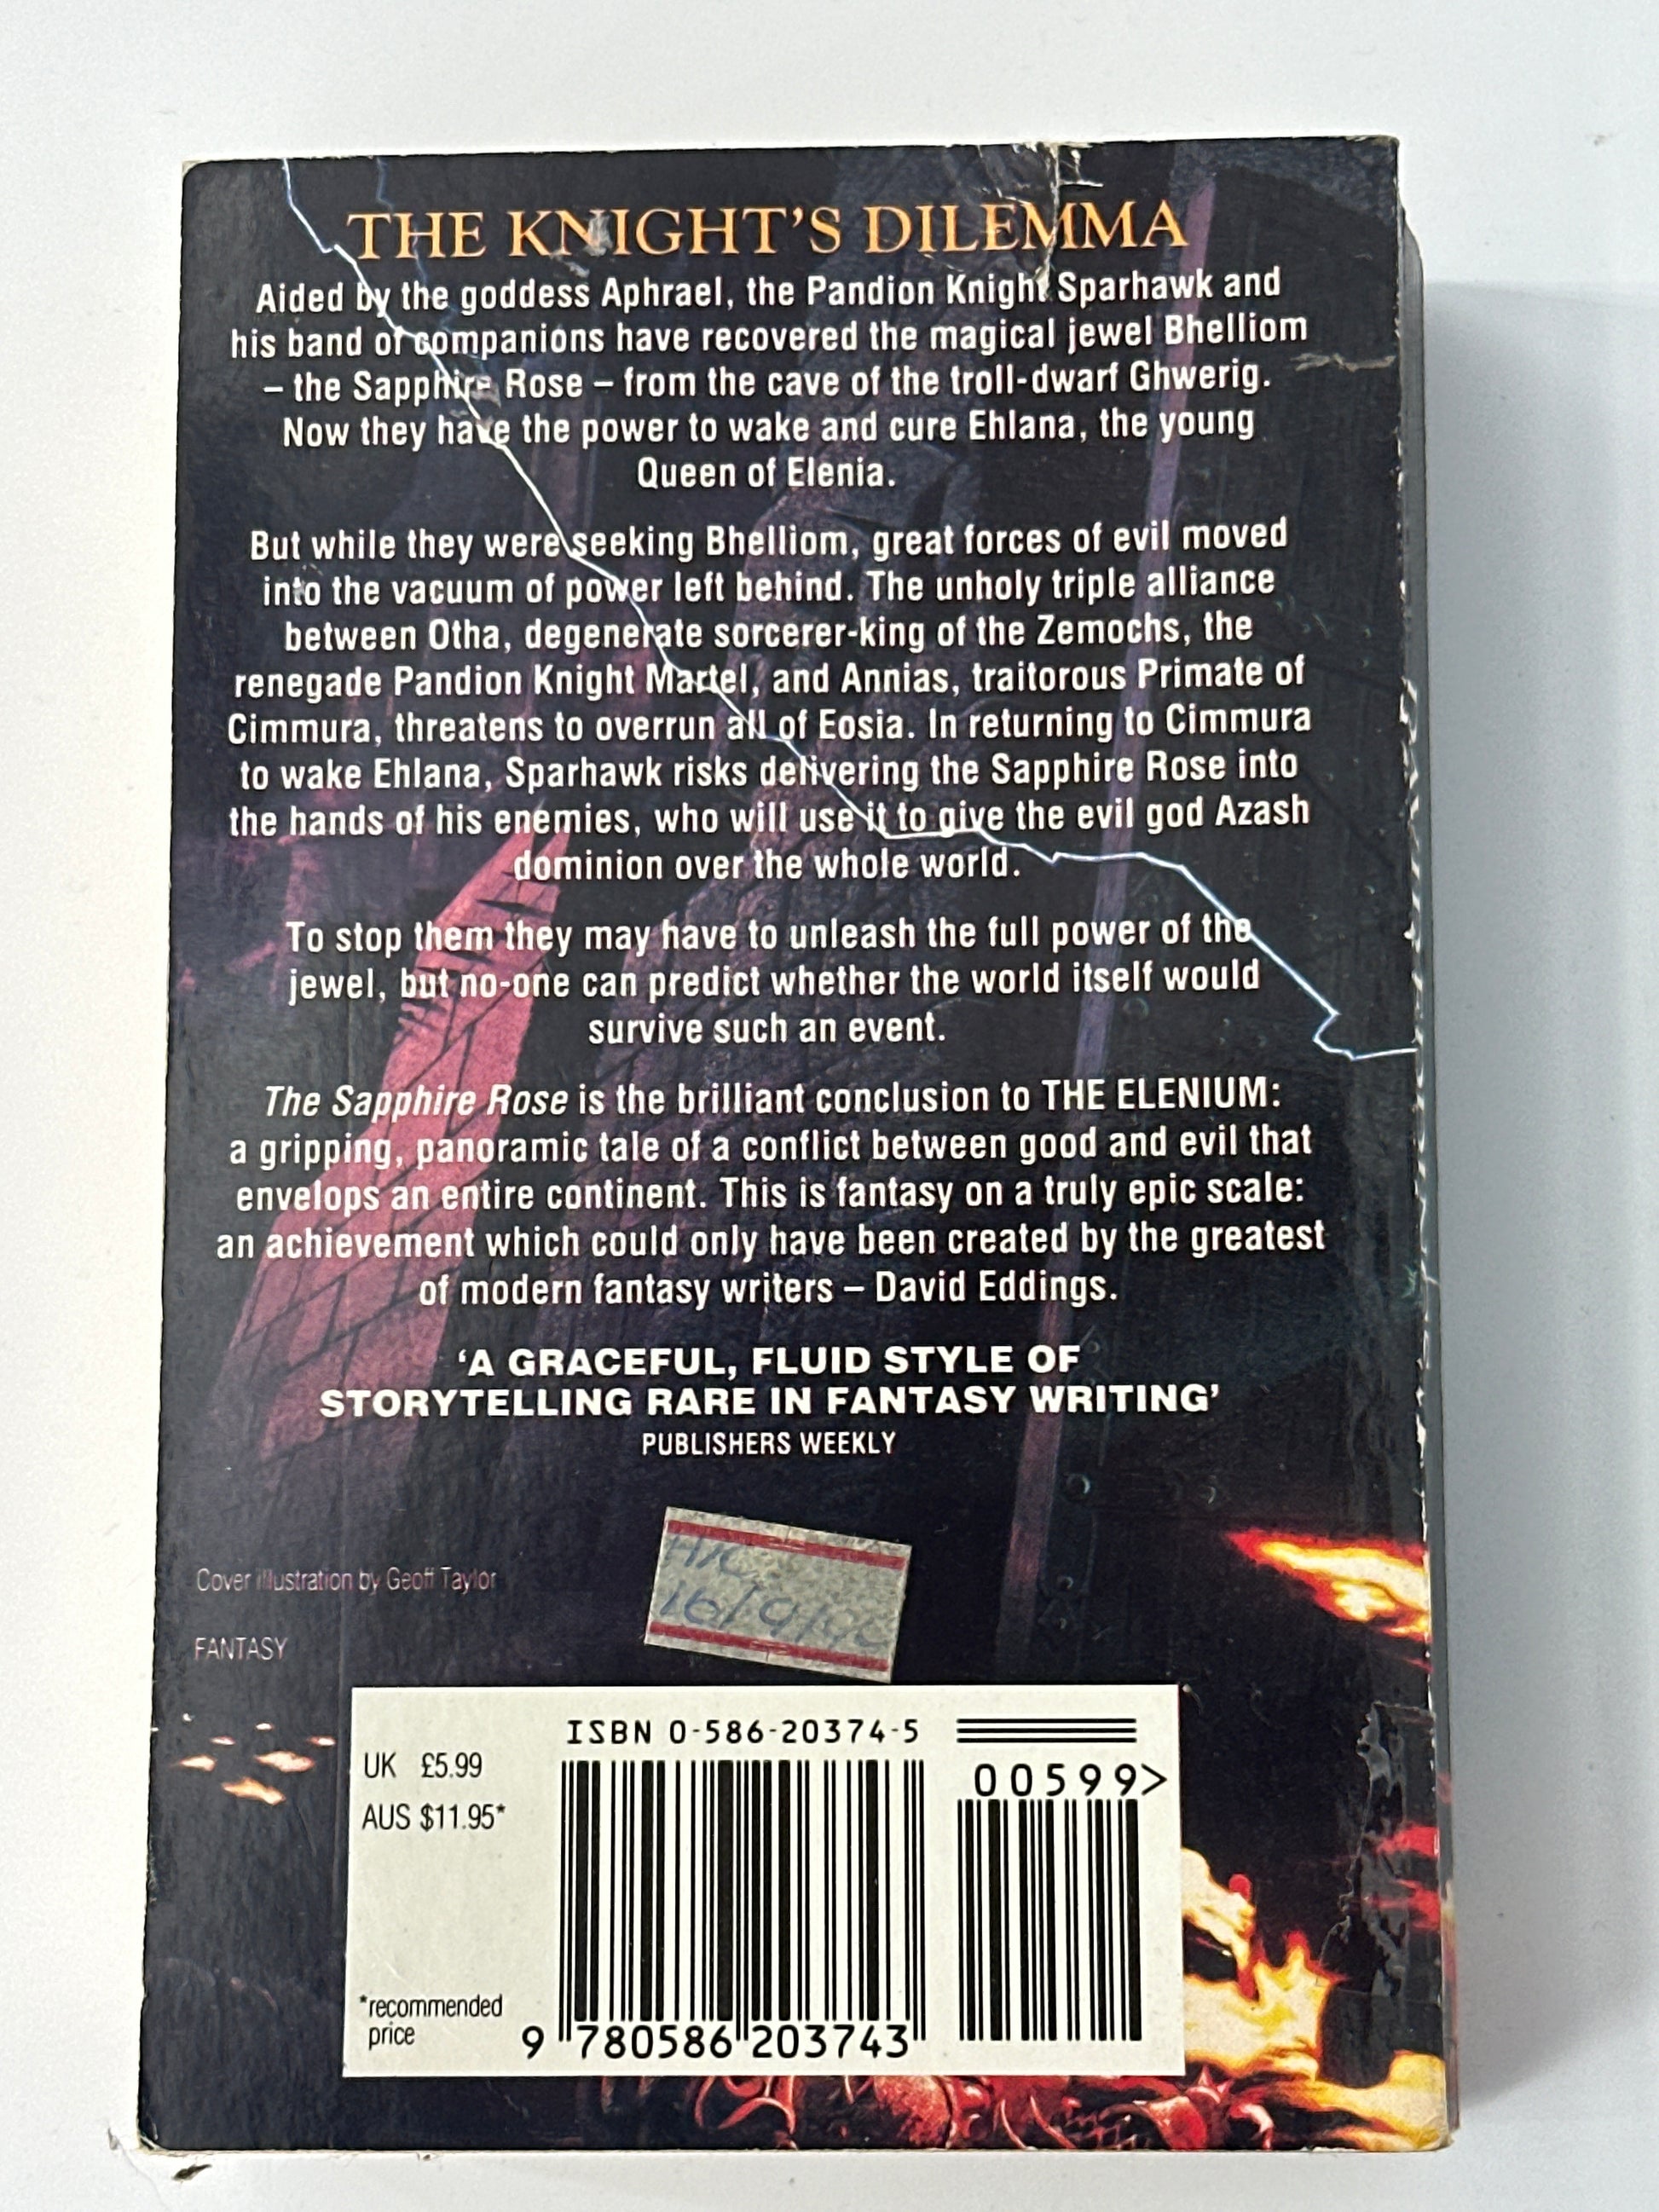 THE KNIGHT'S DILEMMA
Aided by the goddess Aphrael, the Pandion Knight Sparhawk and
his band of companions have recovered the magical jewel Bhelliom
– the Sapphire Rose – from the cave of the troll-dwarf Ghwerig.
Now they have the power to wake and cure Ehlana, the young
Queen of Elenia.
But while they were seeking Bhelliom, great forces of evil moved
into the vacuum of power left behind. The unholy triple alliance
between Otha, degenerate sorcerer-king of the Zemochs, the
renegade Pandion Knight Martel, and Annias, traitorous Primate of
Cimmura, threatens to overrun all of Eosia. In returning to Cimmura
to wake Ehlana, Sparhawk risks delivering the Sapphire Rose into
the hands of his enemies, who will use it to give the evil god Azash
dominion over the whole world.
To stop them they may have to unleash the full power of the
jewel, but no-one can predict whether the world itself would
survive such an event.
The Sapphire Rose is the brilliant conclusion to THE ELENIUM:
a gripping, panoramic tale of a conflict between good and evil that
envelops an entire continent. This is fantasy on a truly epic scale:
an achievement which could only have been created by the greatest
of modern fantasy writers – David Eddings.
'A GRACEFUL, FLUID STYLE OF
STORYTELLING RARE IN FANTASY WRITING'
PUBLISHERS WEEKLY
Cover illustration by Geoff Taylor
FANTASY
ISBN 0-586-20374-5
00599>
UK £5.99
AUS $11.95*
*recommended
price
9 780586 203743